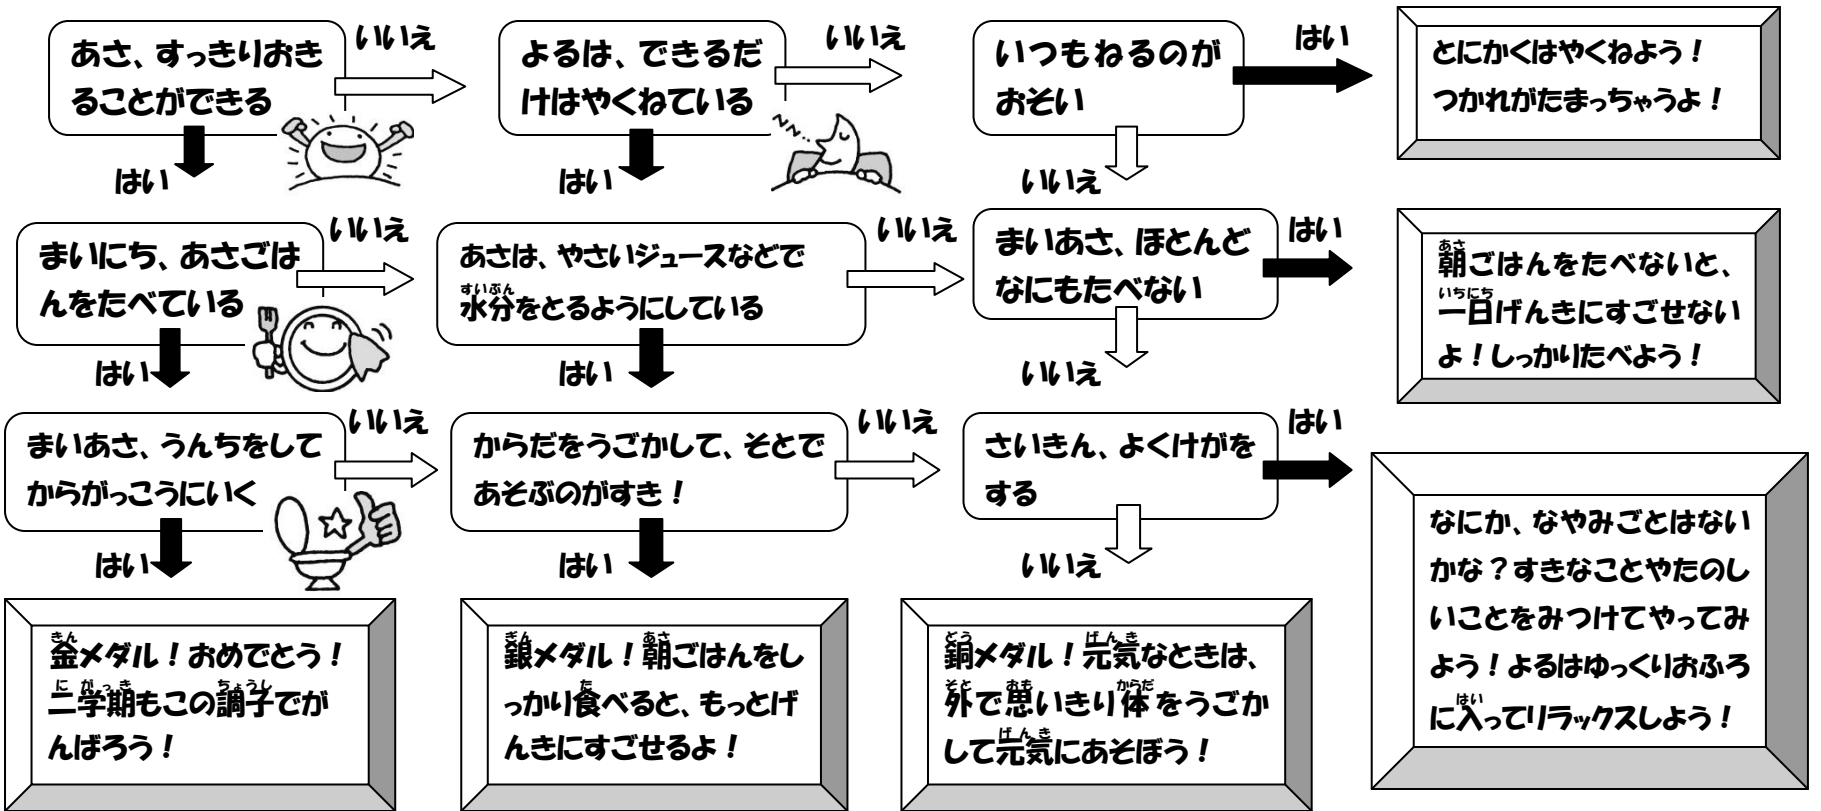 あさ、すっきりおき
ることができる
いいえ
はい
よるは、できるだ
けはやくねている
いいえ
はい
NN...
いつもねるのが
おそい
はい
いいえ
とにかくはやくねよう！
つかれがたまっちゃうよ！
まいにち、あさごは
んをたべている
いいえ
はい
あさは、やさいジュースなどで
水分をとるようにしている
すいぶん
いいえ
はい
まいあさ、ほとんど
なにもたべない
はい
いいえ
あさ
朝ごはんをたべないと、
いちにち
一日げんきにすごせない
よ！しっかりたべよう！
まいあさ、うんちをして
からがっこうにいく
いいえ
はい
からだをうごかして、そとで
あそぶのがすき！
いいえ
はい
さいきん、よくけがを
する
はい
いいえ
なにか、なやみごとはない
かな？すきなことやたのし
いことをみつけてやってみ
よう！よるはゆっくりおふろ
はい
に入ってリラックスしよう！
きん
金メダル！おめでとう！
に がっき ちょうし
二学期もこの調子でが
んばろう！
ぎん あさ
銀メダル！朝ごはんをし
た
っかり食べると、もっとげ
んきにすごせるよ！
どう げんき
銅メダル！元気なときは、
そと おも からだ
外で思いきり体をうごか
げんき
して元気にあそぼう！